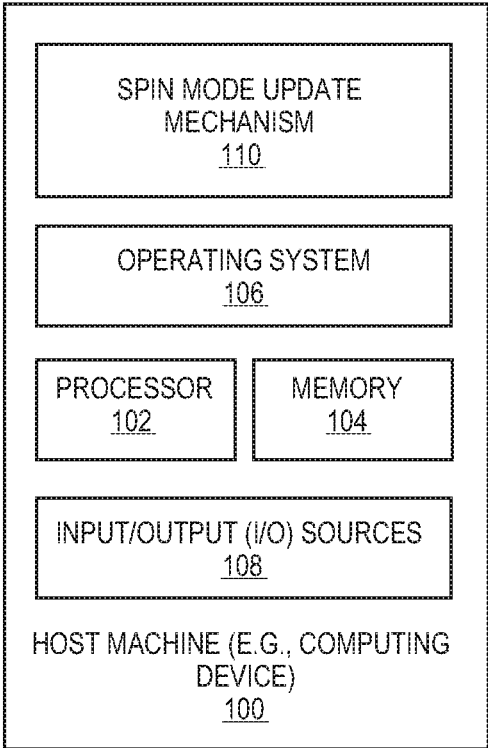 SPIN MODE UPDATE
MECHANISM
110
OPERATING SYSTEM
106
PROCESSOR
102
MEMORY
104
INPUT/OUTPUT (I/O) SOURCES
108
HOST MACHINE (E.G., COMPUTING
DEVICE)
100